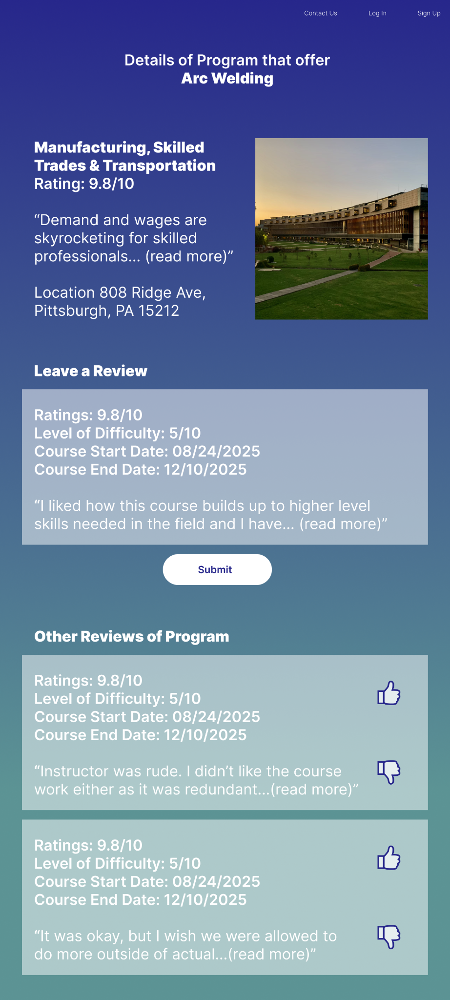 Contact Us Log In Sign Up
Details of Program that offer
Arc Welding
Manufacturing, Skilled
Trades & Transportation
Rating: 9.8/10
“Demand and wages are
skyrocketing for skilled
professionals... (read more)”
Location 808 Ridge Ave,
Pittsburgh, PA 15212
Leave a Review
Ratings: 9.8/10
Level of Difficulty: 5/10
Course Start Date: 08/24/2025
Course End Date: 12/10/2025
“I liked how this course builds up to higher level
skills needed in the field and I have... (read more)”
Submit
Other Reviews of Program
Ratings: 9.8/10
Level of Difficulty: 5/10
Course Start Date: 08/24/2025
Course End Date: 12/10/2025
“Instructor was rude. I didn’t like the course
work either as it was redundant...(read more)”
Ratings: 9.8/10
Level of Difficulty: 5/10
Course Start Date: 08/24/2025
Course End Date: 12/10/2025
“It was okay, but I wish we were allowed to
do more outside of actual...(read more)”